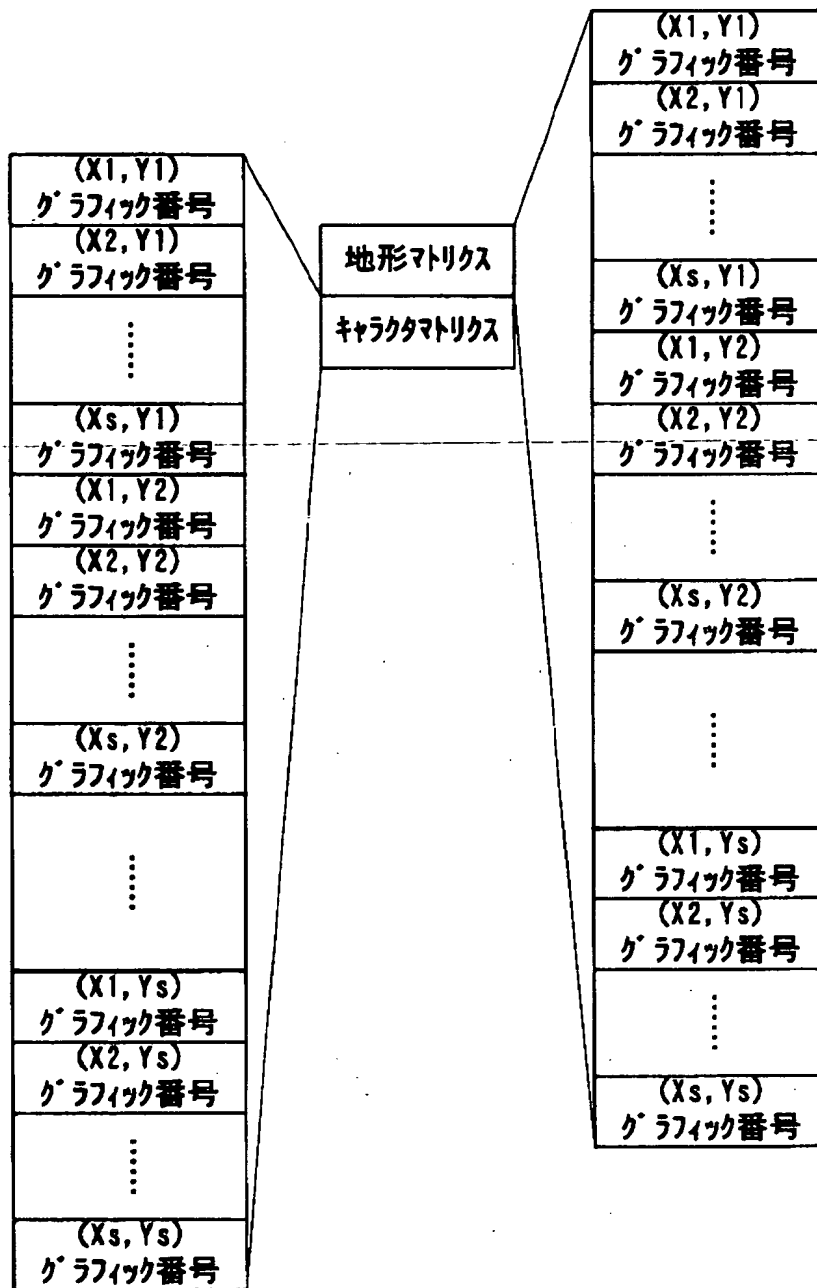 (X1,Y1)
グラフィック番号
(X2,Y1)
グラフィック番号
……
(Xs,Y1)
グラフィック番号
(X1,Y2)
グラフィック番号
(X2,Y2)
グラフィック番号
……
(Xs,Y2)
グラフィック番号
……
(X1,Ys)
グラフィック番号
(X2,Ys)
グラフィック番号
……
(Xs,Ys)
グラフィック番号
地形マトリクス
キャラクタマトリクス
(X1,Y1)
グラフィック番号
(X2,Y1)
グラフィック番号
……
(Xs,Y1)
グラフィック番号
(X1,Y2)
グラフィック番号
(X2,Y2)
グラフィック番号
……
(Xs,Y2)
グラフィック番号
……
(X1,Ys)
グラフィック番号
(X2,Ys)
グラフィック番号
……
(Xs,Ys)
グラフィック番号